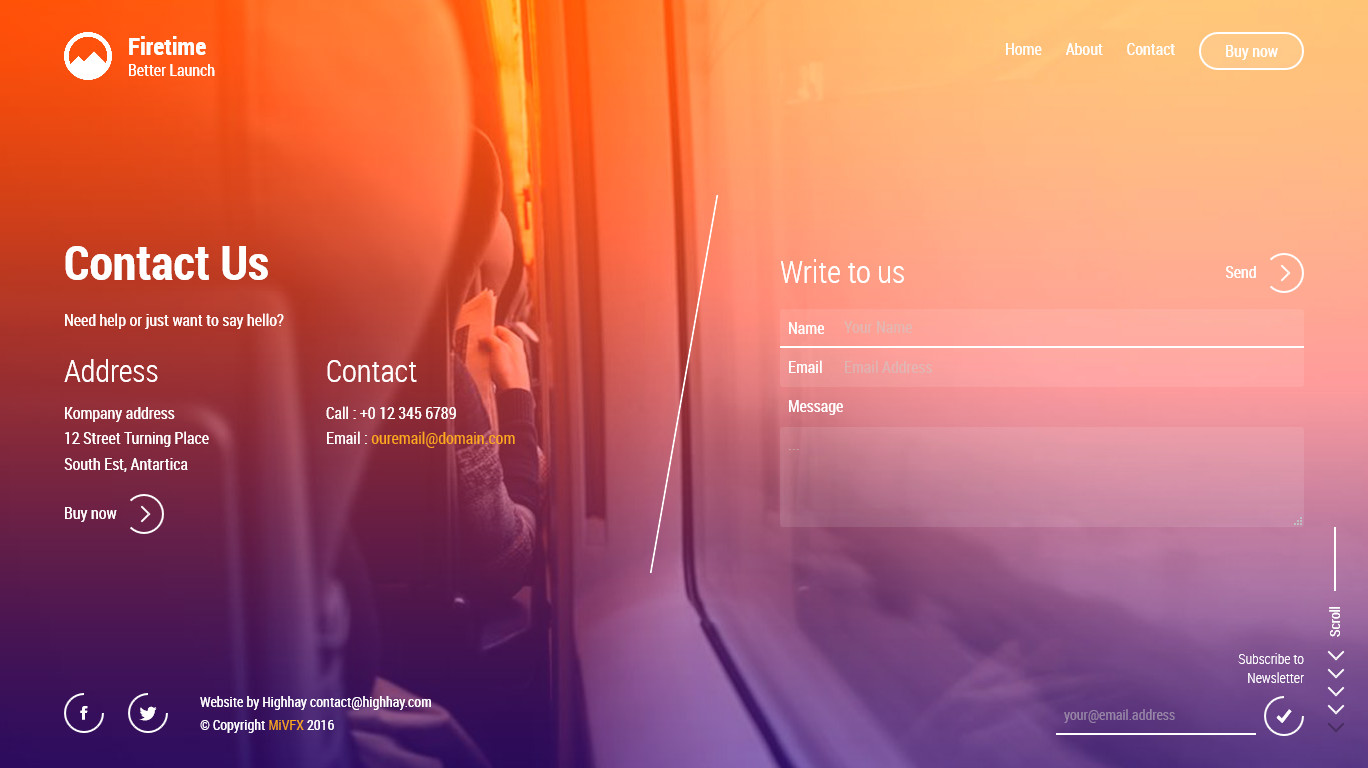 Firetime
Better Launch
Home About Contact Buy now
Contact Us
Need help or just want to say hello?
Address
Kompany address
12 Street Turning Place
South Est, Antartica
Buy now
Contact
Call : +0 12 345 6789
Email : ouremail@domain.com
Write to us
Send
Name Your Name
Email Email Address
Message
...
Scroll
Subscribe to
Newsletter
your@email.address
Website by Highhay contact@highhay.com
© Copyright MiVFX 2016